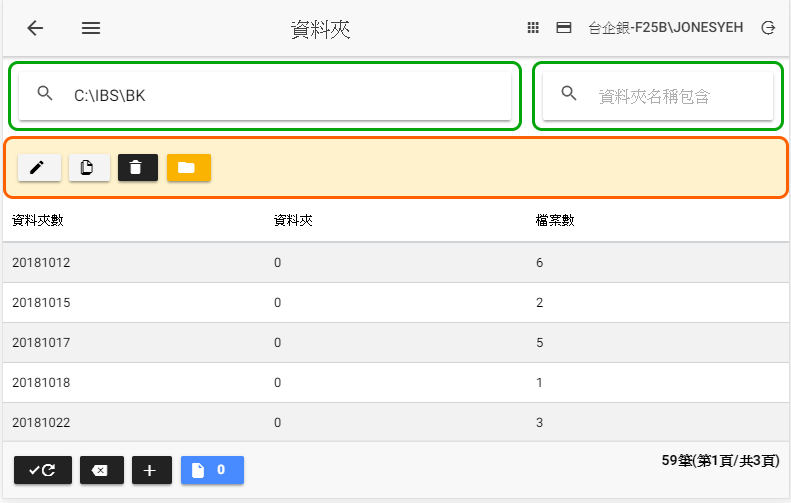 資料夾
台企銀-F25B\JONESYEH
C:\IBS\BK
資料夾名稱包含
資料夾數 資料夾 檔案數
20181012 0 6
20181015 0 2
20181017 0 5
20181018 0 1
20181022 0 3
0
59筆(第1頁/共3頁)